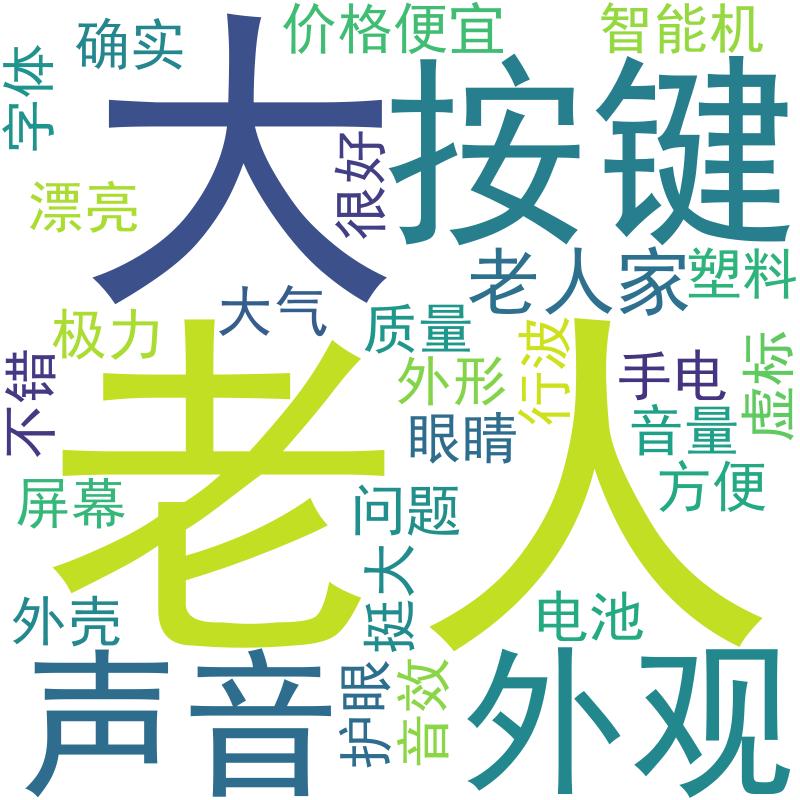 确实
价格便宜
智能机
字体
大
按键
很好
漂亮
老人家
塑料
大气
极力
质量
行波
手电
虚标
不错
老人
外形
眼睛
音量
方便
屏幕
问题
挺大
外壳
电池
声音
护眼
音效
外观